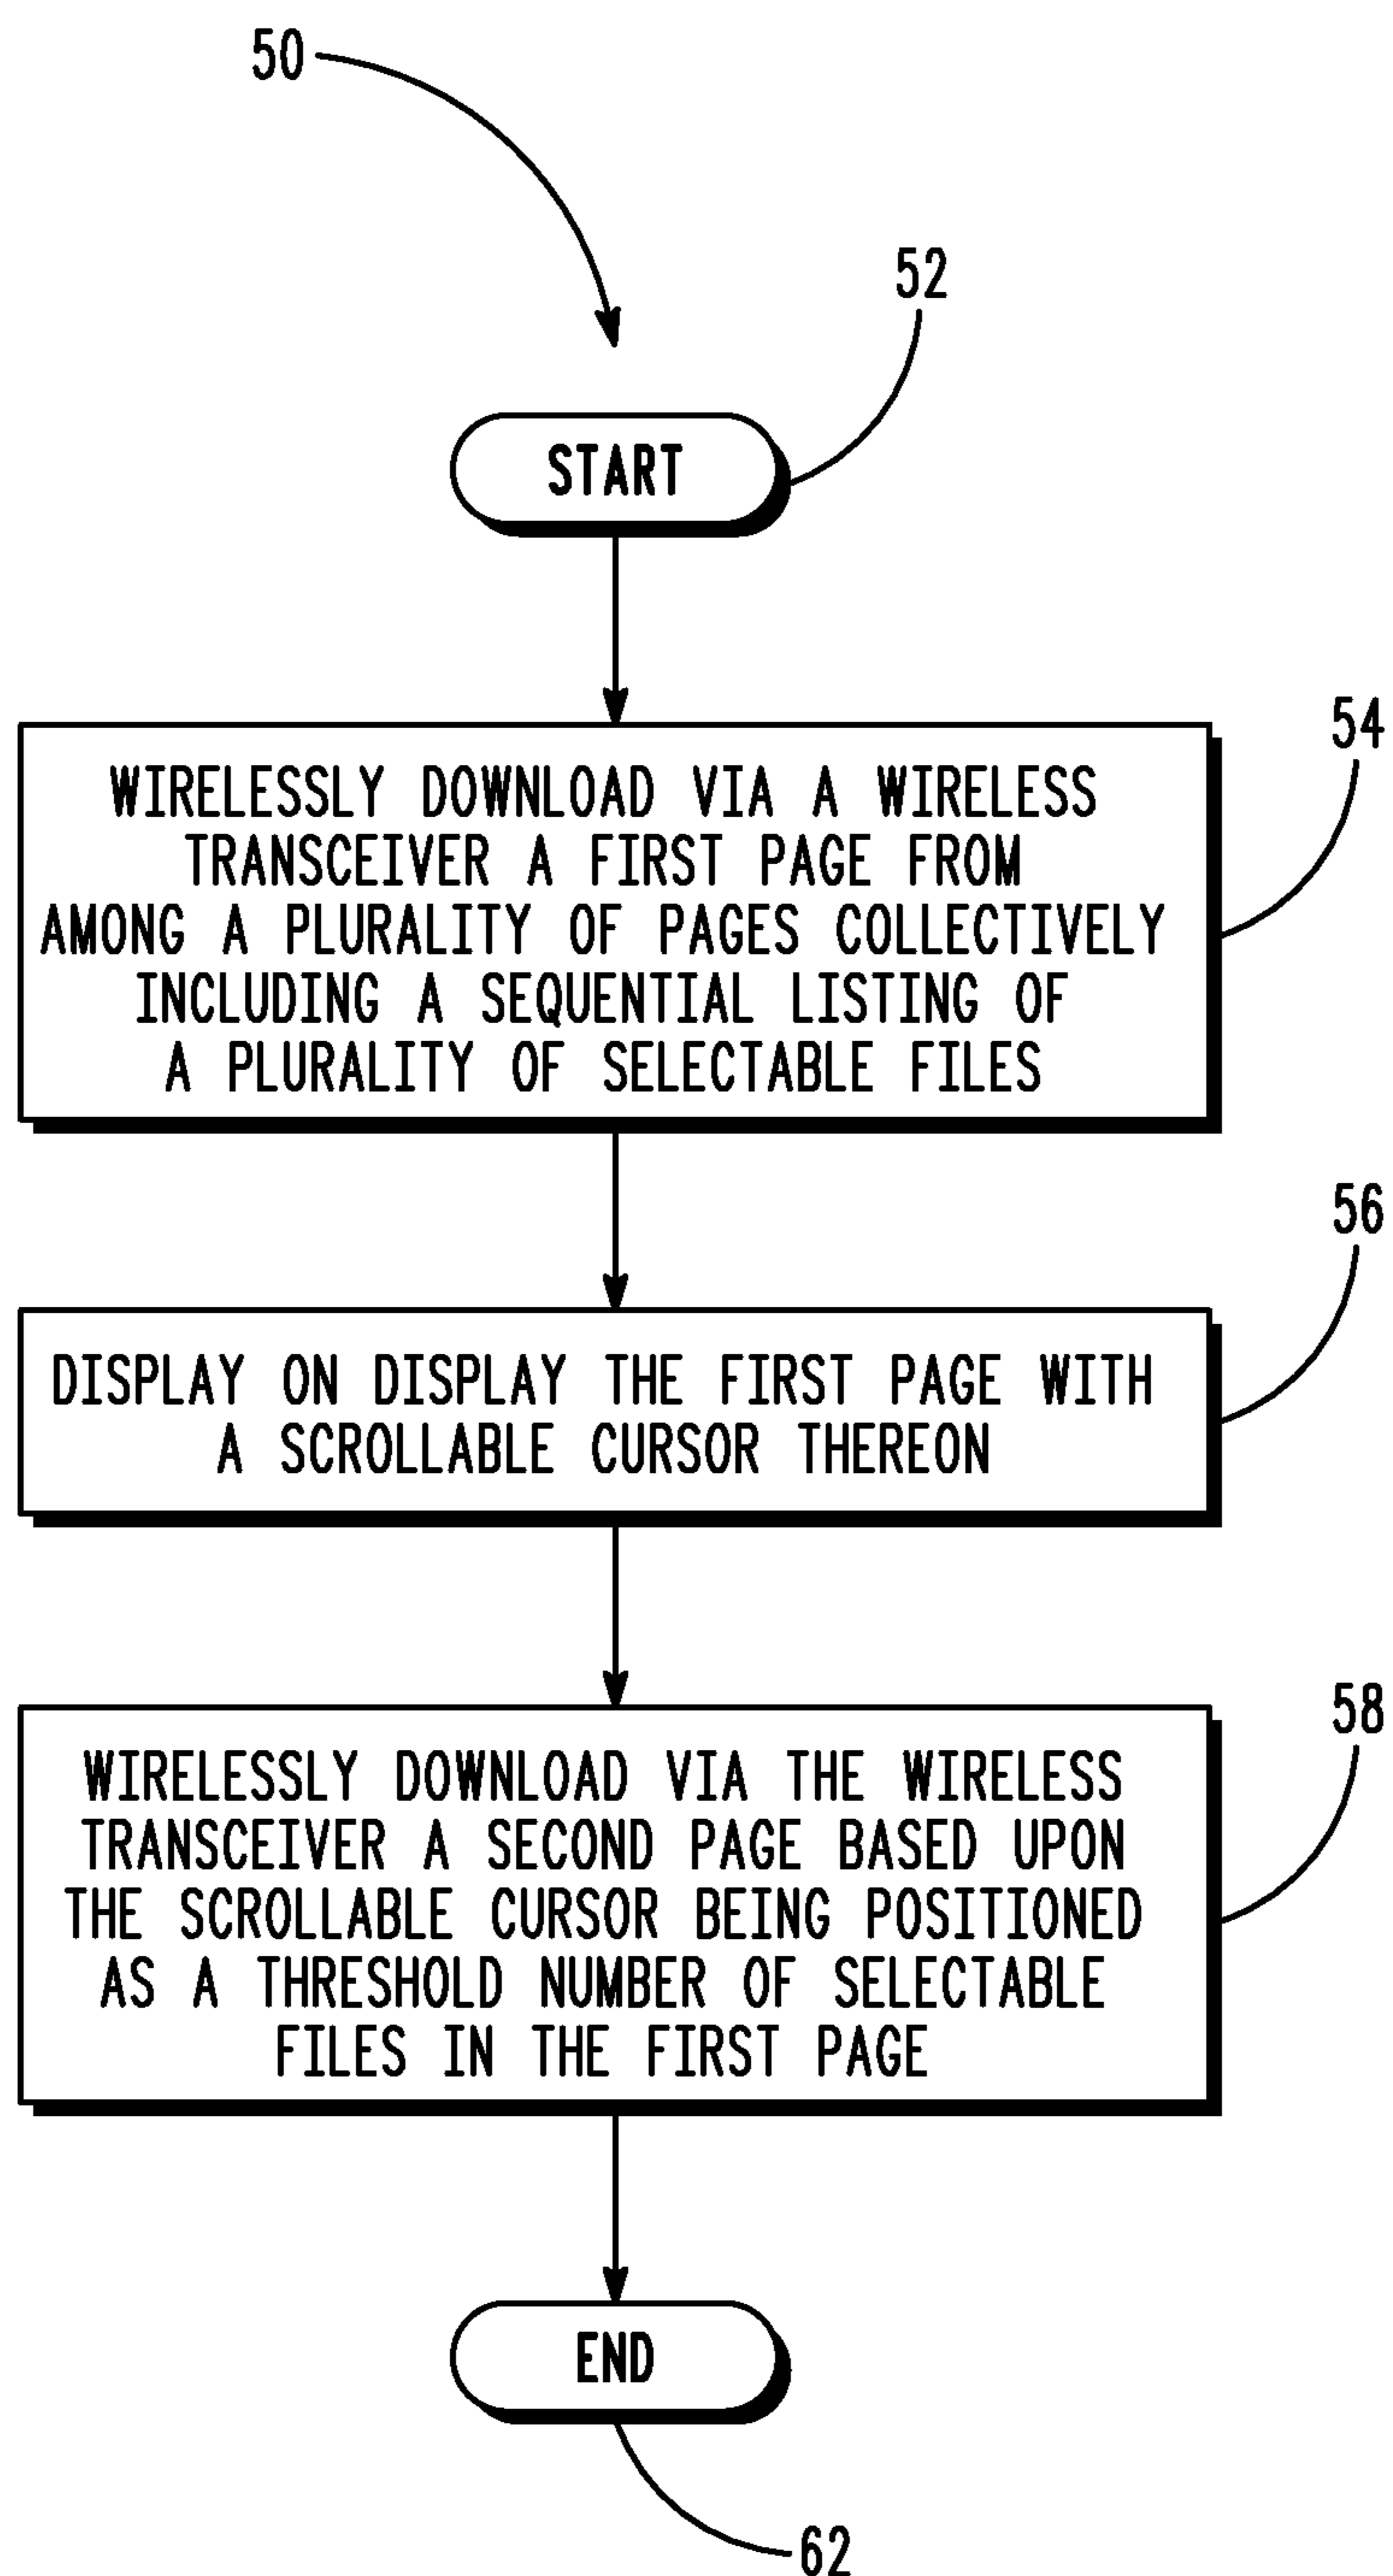 50
52
START
54
WIRELESSLY DOWNLOAD VIA A WIRELESS
TRANSCEIVER A FIRST PAGE FROM
AMONG A PLURALITY OF PAGES COLLECTIVELY
INCLUDING A SEQUENTIAL LISTING OF
A PLURALITY OF SELECTABLE FILES
56
DISPLAY ON DISPLAY THE FIRST PAGE WITH
A SCROLLABLE CURSOR THEREON
58
WIRELESSLY DOWNLOAD VIA THE WIRELESS
TRANSCEIVER A SECOND PAGE BASED UPON
THE SCROLLABLE CURSOR BEING POSITIONED
AS A THRESHOLD NUMBER OF SELECTABLE
FILES IN THE FIRST PAGE
END
62